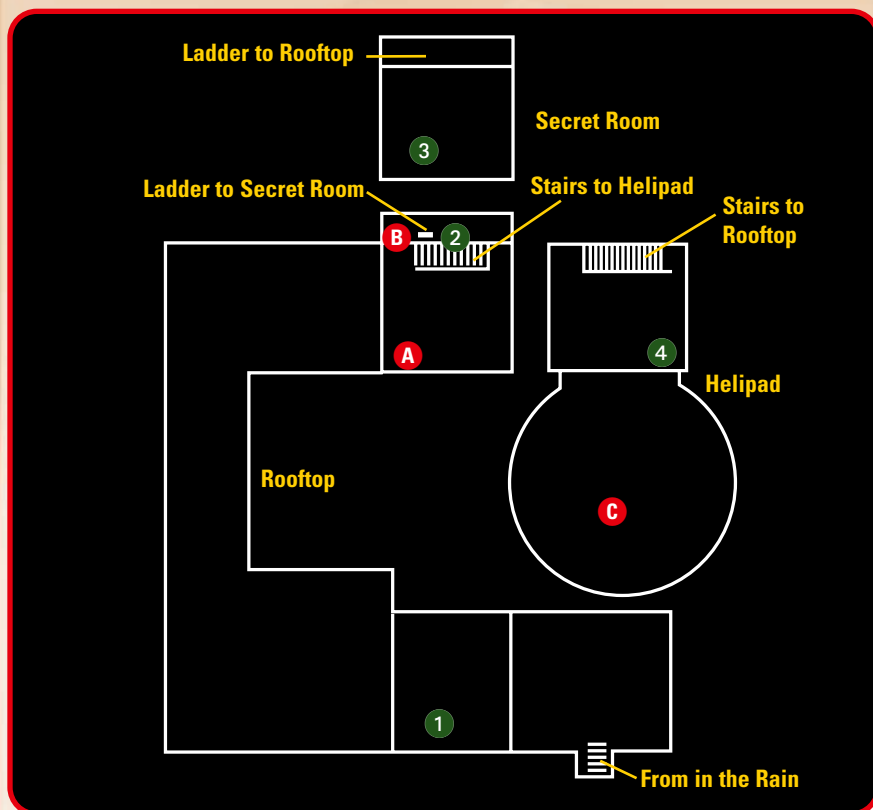 Ladder to Rooftop
Secret Room
3
Ladder to Secret Room
Stairs to Helipad
Stairs to
Rooftop
B
2
A
4
Helipad
Rooftop
C
1
From in the Rain